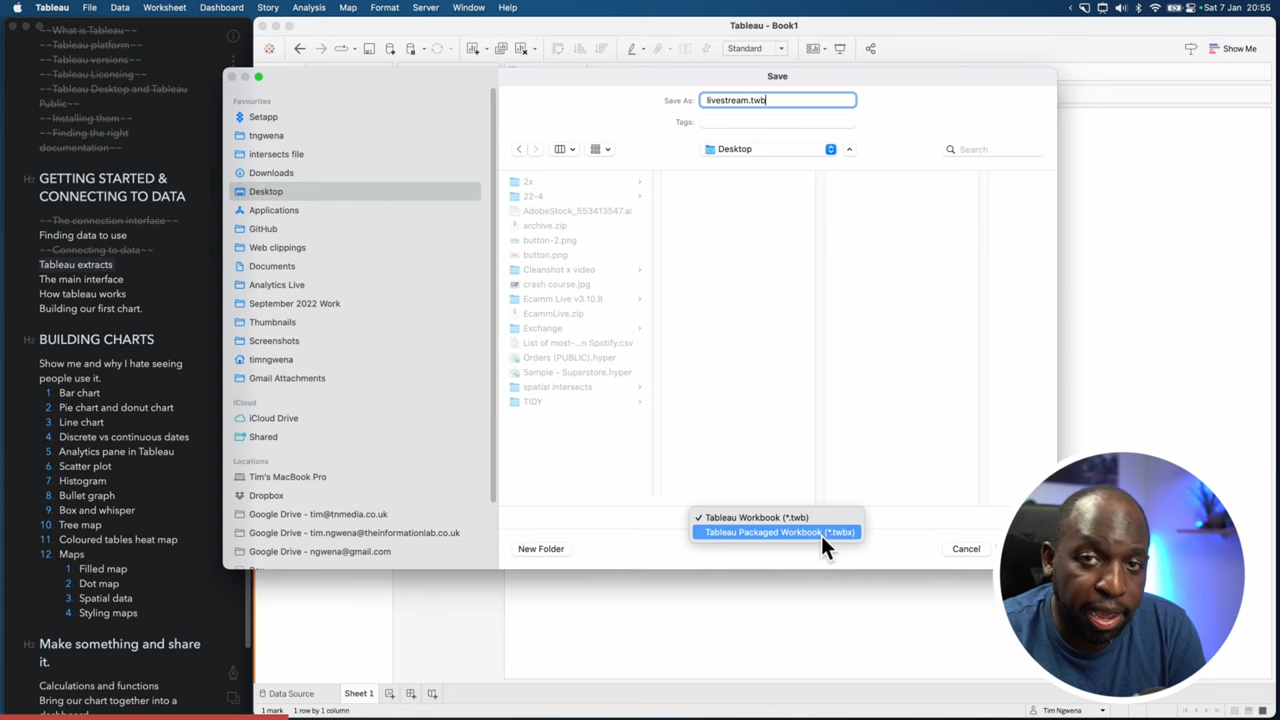 Tableau File Data Worksheet Dashboard Story Analysis Map Format Server Window Help Sat 7 Jan 20:55
~~What is Tableau~~
~~Tableau platform~~
~~Tableau versions~~
~~Tableau Licensing~~
~~Tableau Desktop and Tableau
Public~~
~~Installing them~~
~~Finding the right
documentation~~
H2 GETTING STARTED &
CONNECTING TO DATA
~~The connection interface~~
Finding data to use
~~Connecting to data~~
Tableau extracts
The main interface
How tableau works
Building our first chart.
H2 BUILDING CHARTS
Show me and why I hate seeing
people use it.
1. Bar chart
2. Pie chart and donut chart
3. Line chart
4. Discrete vs continuous dates
5. Analytics pane in Tableau
6. Scatter plot
7. Histogram
8. Bullet graph
9. Box and whisper
10. Tree map
11. Coloured tables heat map
12. Maps
1. Filled map
2. Dot map
3. Spatial data
4. Styling maps
H2 Make something and share
it.
Calculations and functions
Bring our chart together into a
dashboard
Tableau - Book1
Standard
Show Me
Save
Favourites
Setapp
tngwena
intersects file
Downloads
Desktop
Applications
GitHub
Web clippings
Documents
Analytics Live
September 2022 Work
Thumbnails
Screenshots
timngwena
Gmail Attachments
iCloud
iCloud Drive
Shared
Locations
Tim's MacBook Pro
Dropbox
Google Drive - tim@tnmedia.co.uk
Google Drive - tim.ngwena@theinformationlab.co.uk
Google Drive - ngwena@gmail.com
Save As: livestream.twb
Tags:
Desktop
Search
2x
22-4
AdobeStock_553413547.ai
archive.zip
button-2.png
button.png
Cleanshot x video
crash course.jpg
Ecamm Live v3.10.8
EcammLive.zip
Exchange
List of most-...n Spotify.csv
Orders (PUBLIC).hyper
Sample - Superstore.hyper
spatial intersects
TIDY
✓ Tableau Workbook (*.twb)
Tableau Packaged Workbook (*.twbx)
New Folder
Cancel
Data Source Sheet 1
1 mark 1 row by 1 column
Tim Ngwena